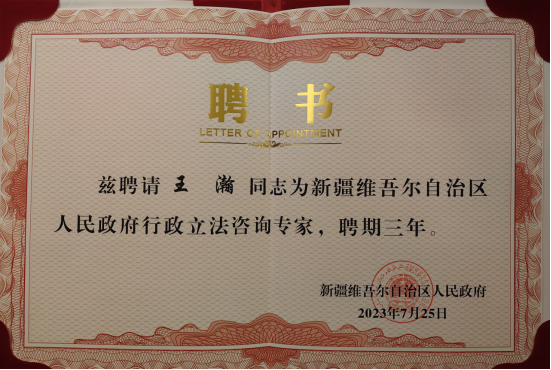 聘 书
LETTER OF APPOINTMENT
兹聘请 王 瀚 同志为新疆维吾尔自治区
人民政府行政立法咨询专家，聘期三年。
新疆维吾尔自治区人民政府
2023年7月25日